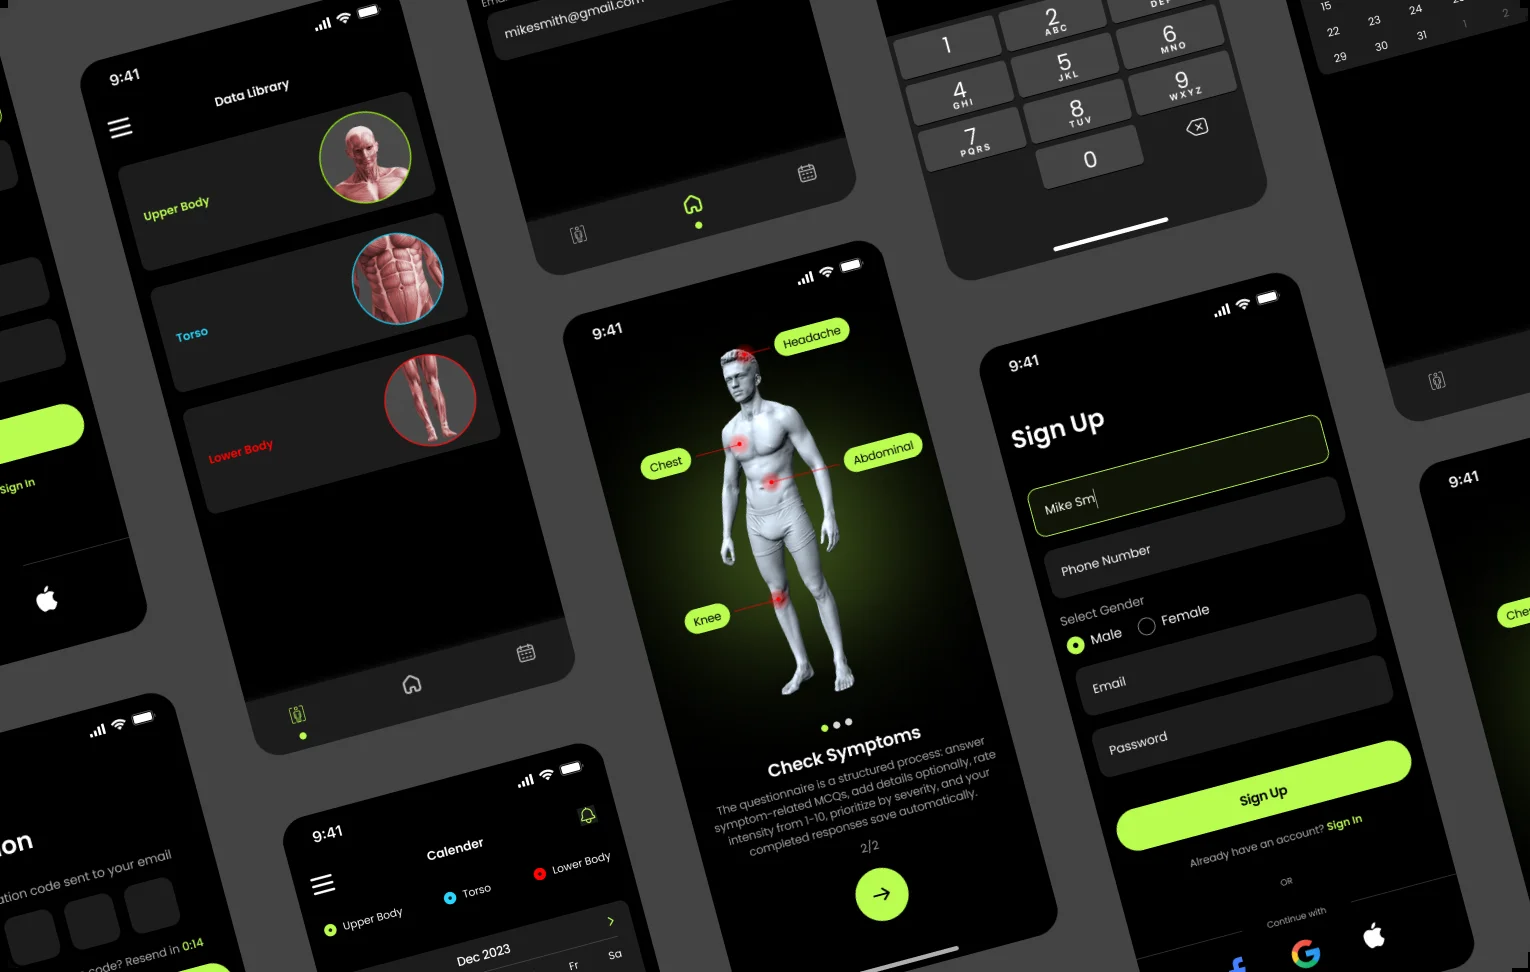 Sign In
on
ation code sent to your email
code? Resend in 0:14
9:41
Data Library
Upper Body
Torso
Lower Body
9:41
Calender
Upper Body
Torso
Lower Body
Dec 2023
Fr
Sa
mikesmith@gmail.com
9:41
Headache
Chest
Abdominal
Knee
Check Symptoms
The questionnaire is a structured process: answer
symptom-related MCQs, add details optionally, rate
intensity from 1-10, prioritize by severity, and your
completed responses save automatically.
2/2
1
2
ABC
4
GHI
5
JKL
6
MNO
7
PQRS
8
TUV
9
WXYZ
0
9:41
Sign Up
Mike Sm
Phone Number
Select Gender
Male
Female
Email
Password
Sign Up
Already have an account? Sign In
OR
Continue with
15
22 23 24
29 30 31 1 2
9:41
Ches